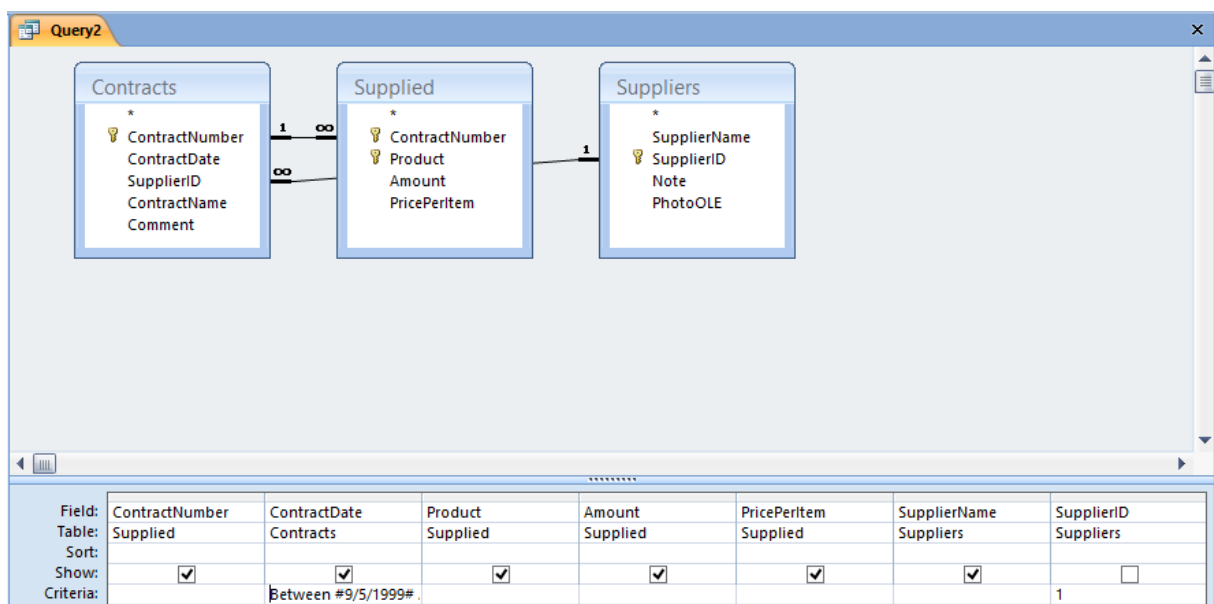 Query2
Contracts
*
ContractNumber
ContractDate
SupplierID
ContractName
Comment
1 ∞
∞
Supplied
*
ContractNumber
Product
Amount
PricePerItem
1
Suppliers
*
SupplierName
SupplierID
Note
PhotoOLE
Field: ContractNumber ContractDate Product Amount PricePerItem SupplierName SupplierID
Table: Supplied Contracts Supplied Supplied Supplied Suppliers Suppliers
Sort:
Show:
Criteria: Between #9/5/1999# . 1